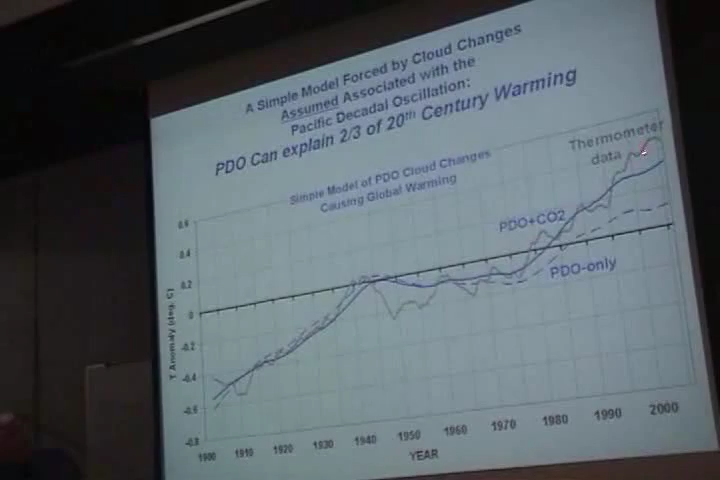 A Simple Model Forced by Cloud Changes
Assumed Associated with the
Pacific Decadal Oscillation:
PDO Can explain 2/3 of 20th Century Warming
Simple Model of PDO Cloud Changes
Causing Global Warming
Thermometer
data
PDO+CO2
PDO-only
T Anomaly (deg. C)
0.6
0.4
0.2
0
-0.2
-0.4
-0.6
-0.8
1900 1910 1920 1930 1940 1950 1960 1970 1980 1990 2000
YEAR